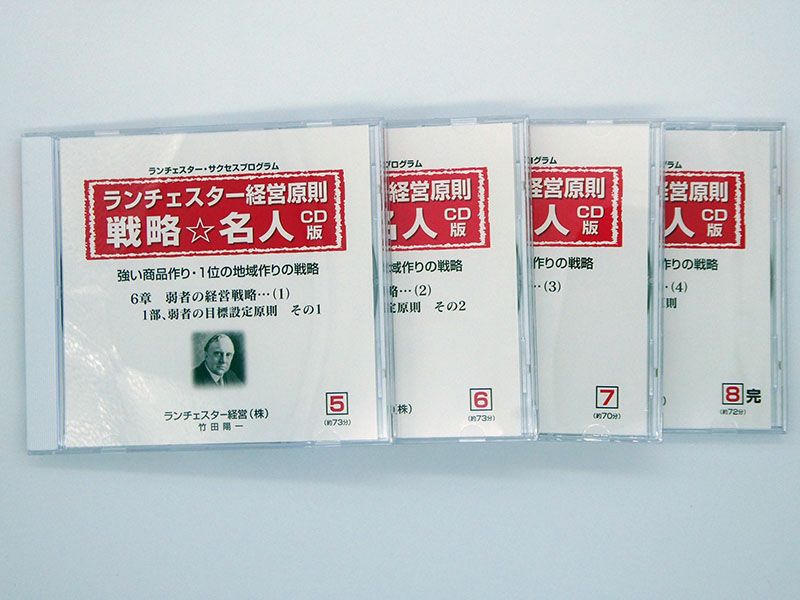 ランチェスター・サクセスプログラム
ランチェスター経営原則
戦略☆名人 CD版
強い商品作り・1位の地域作りの戦略
6章 弱者の経営戦略…(1)
1部、弱者の目標設定原則 その1
ランチェスター経営(株)
竹田陽一
5
(約73分)
プログラム
経営原則
名人 CD版
域作りの戦略
略…(2)
定原則 その2
(株)
6
(約73分)
ログラム
経営原則
人 CD版
作りの戦略
…(3)
7
(約70分)
ログラム
経営原則
人 CD版
作りの戦略
…(4)
則
8 完
(約72分)